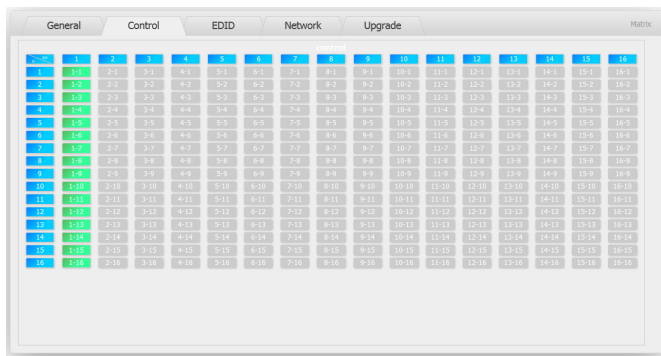 General Control EDID Network Upgrade Matrix
control
1 2 3 4 5 6 7 8 9 10 11 12 13 14 15 16
1 1-1 2-1 3-1 4-1 5-1 6-1 7-1 8-1 9-1 10-1 11-1 12-1 13-1 14-1 15-1 16-1
2 1-2 2-2 3-2 4-2 5-2 6-2 7-2 8-2 9-2 10-2 11-2 12-2 13-2 14-2 15-2 16-2
3 1-3 2-3 3-3 4-3 5-3 6-3 7-3 8-3 9-3 10-3 11-3 12-3 13-3 14-3 15-3 16-3
4 1-4 2-4 3-4 4-4 5-4 6-4 7-4 8-4 9-4 10-4 11-4 12-4 13-4 14-4 15-4 16-4
5 1-5 2-5 3-5 4-5 5-5 6-5 7-5 8-5 9-5 10-5 11-5 12-5 13-5 14-5 15-5 16-5
6 1-6 2-6 3-6 4-6 5-6 6-6 7-6 8-6 9-6 10-6 11-6 12-6 13-6 14-6 15-6 16-6
7 1-7 2-7 3-7 4-7 5-7 6-7 7-7 8-7 9-7 10-7 11-7 12-7 13-7 14-7 15-7 16-7
8 1-8 2-8 3-8 4-8 5-8 6-8 7-8 8-8 9-8 10-8 11-8 12-8 13-8 14-8 15-8 16-8
9 1-9 2-9 3-9 4-9 5-9 6-9 7-9 8-9 9-9 10-9 11-9 12-9 13-9 14-9 15-9 16-9
10 1-10 2-10 3-10 4-10 5-10 6-10 7-10 8-10 9-10 10-10 11-10 12-10 13-10 14-10 15-10 16-10
11 1-11 2-11 3-11 4-11 5-11 6-11 7-11 8-11 9-11 10-11 11-11 12-11 13-11 14-11 15-11 16-11
12 1-12 2-12 3-12 4-12 5-12 6-12 7-12 8-12 9-12 10-12 11-12 12-12 13-12 14-12 15-12 16-12
13 1-13 2-13 3-13 4-13 5-13 6-13 7-13 8-13 9-13 10-13 11-13 12-13 13-13 14-13 15-13 16-13
14 1-14 2-14 3-14 4-14 5-14 6-14 7-14 8-14 9-14 10-14 11-14 12-14 13-14 14-14 15-14 16-14
15 1-15 2-15 3-15 4-15 5-15 6-15 7-15 8-15 9-15 10-15 11-15 12-15 13-15 14-15 15-15 16-15
16 1-16 2-16 3-16 4-16 5-16 6-16 7-16 8-16 9-16 10-16 11-16 12-16 13-16 14-16 15-16 16-16